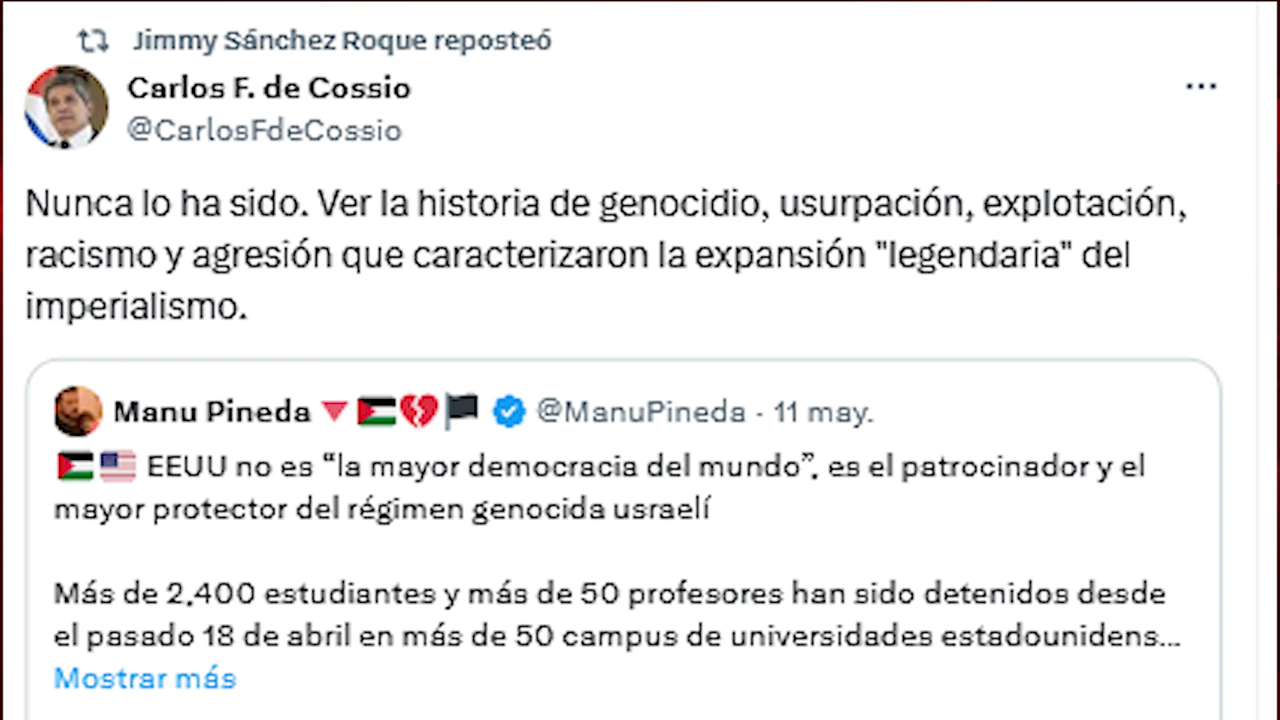 Jimmy Sánchez Roque reposteó
Carlos F. de Cossio
@CarlosFdeCossio
Nunca lo ha sido. Ver la historia de genocidio, usurpación, explotación,
racismo y agresión que caracterizaron la expansión "legendaria" del
imperialismo.
Manu Pineda @ManuPineda · 11 may.
EEUU no es “la mayor democracia del mundo”, es el patrocinador y el
mayor protector del régimen genocida usraelí
Más de 2.400 estudiantes y más de 50 profesores han sido detenidos desde
el pasado 18 de abril en más de 50 campus de universidades estadounidens...
Mostrar más